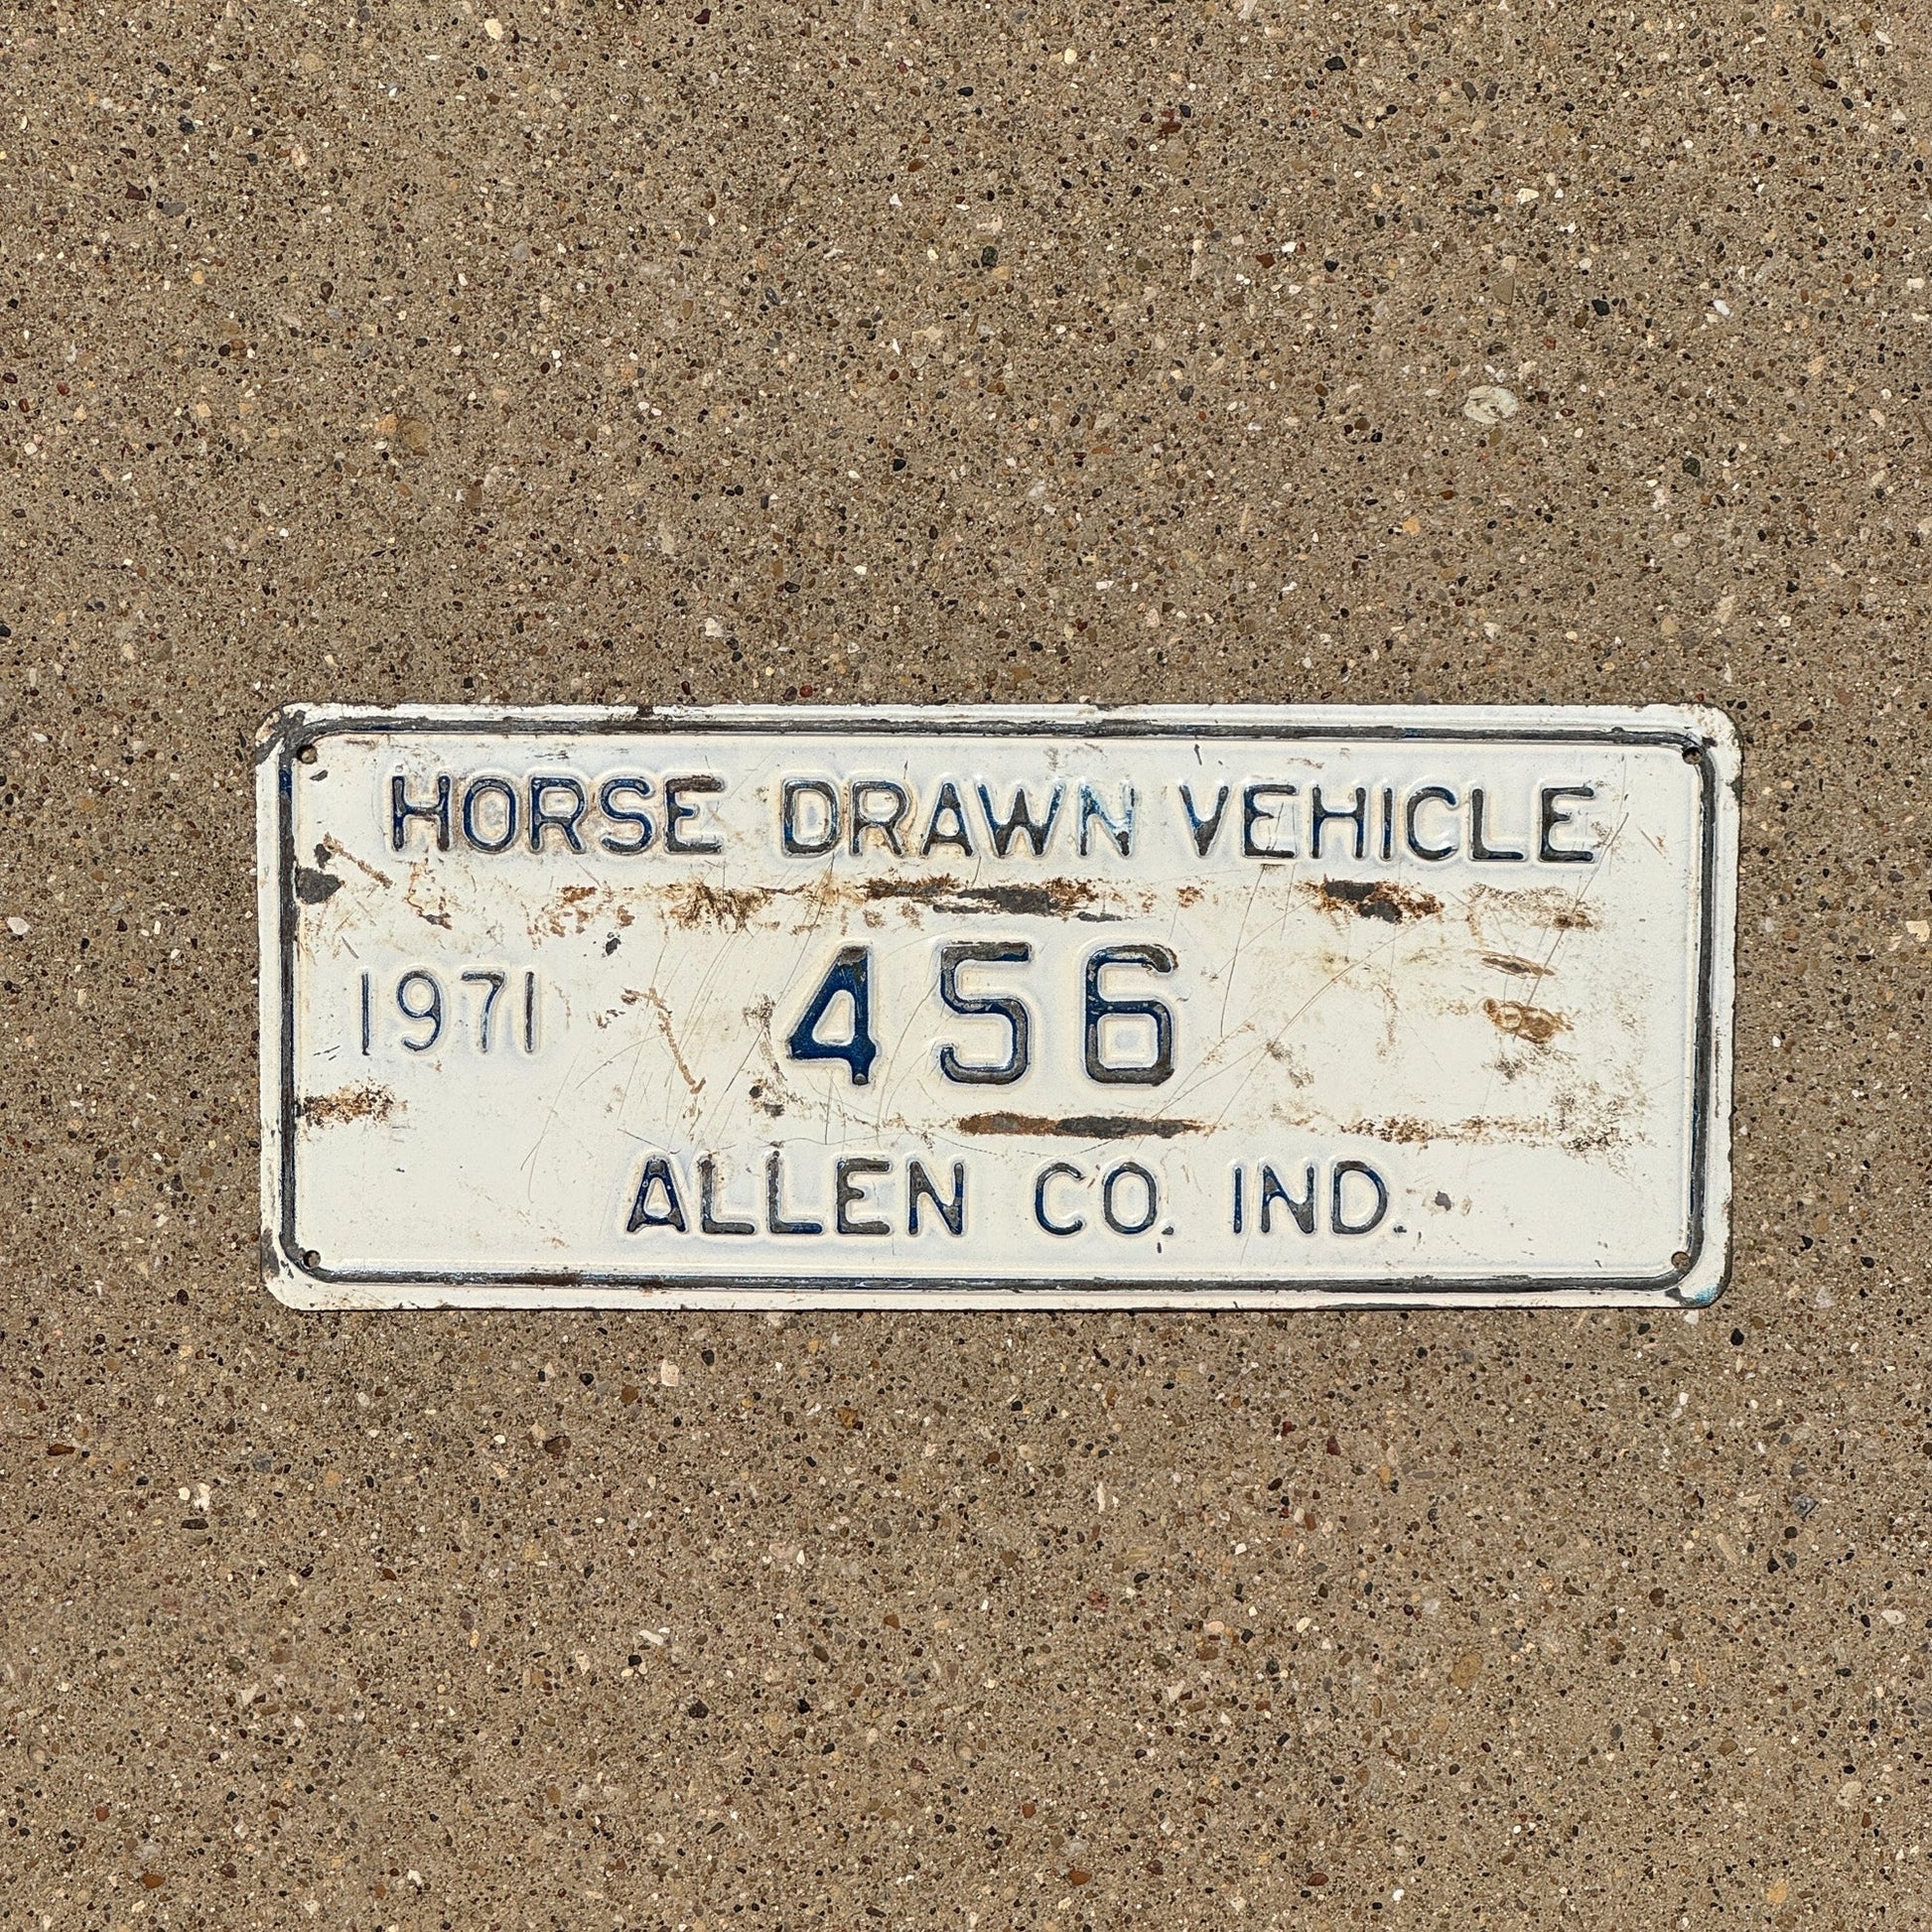 HORSE DRAWN VEHICLE
1971 456
ALLEN CO. IND.